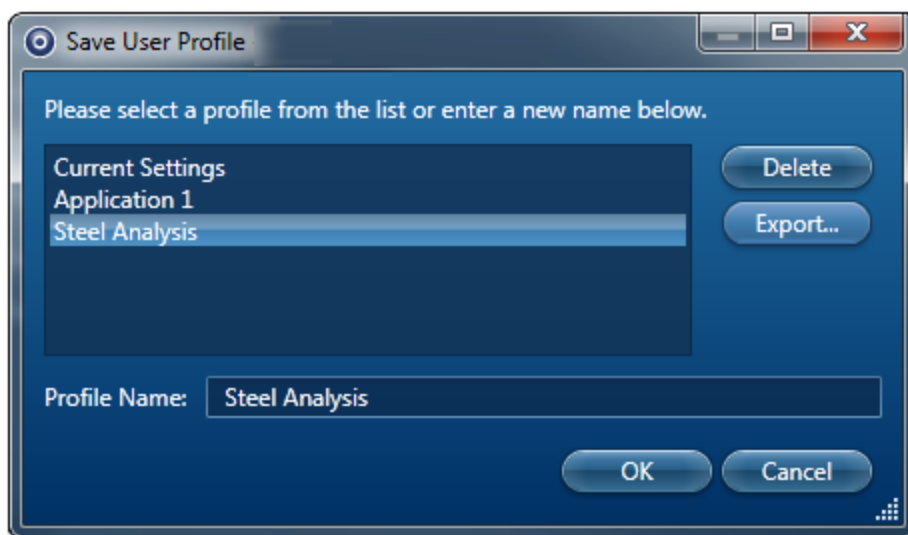 Save User Profile
Please select a profile from the list or enter a new name below.
Current Settings
Application 1
Steel Analysis
Delete
Export...
Profile Name: Steel Analysis
OK Cancel